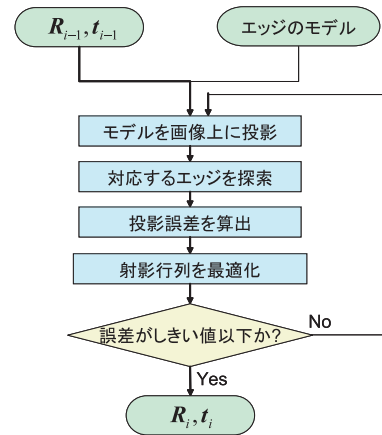 R_{i-1}, t_{i-1}
エッジのモデル
モデルを画像上に投影
対応するエッジを探索
投影誤差を算出
射影行列を最適化
誤差がしきい値以下か?
No
Yes
R_i, t_i